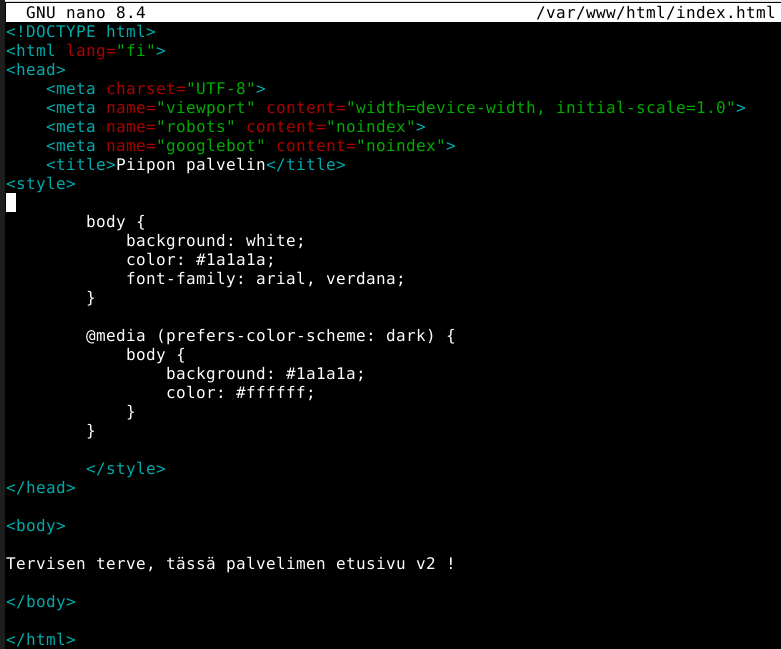 GNU nano 8.4 /var/www/html/index.html
<!DOCTYPE html>
<html lang="fi">
<head>
    <meta charset="UTF-8">
    <meta name="viewport" content="width=device-width, initial-scale=1.0">
    <meta name="robots" content="noindex">
    <meta name="googlebot" content="noindex">
    <title>Piipon palvelin</title>
<style>
        body {
            background: white;
            color: #1a1a1a;
            font-family: arial, verdana;
        }
        @media (prefers-color-scheme: dark) {
            body {
                background: #1a1a1a;
                color: #ffffff;
            }
        }
        </style>
</head>
<body>
Tervisen terve, tässä palvelimen etusivu v2 !
</body>
</html>